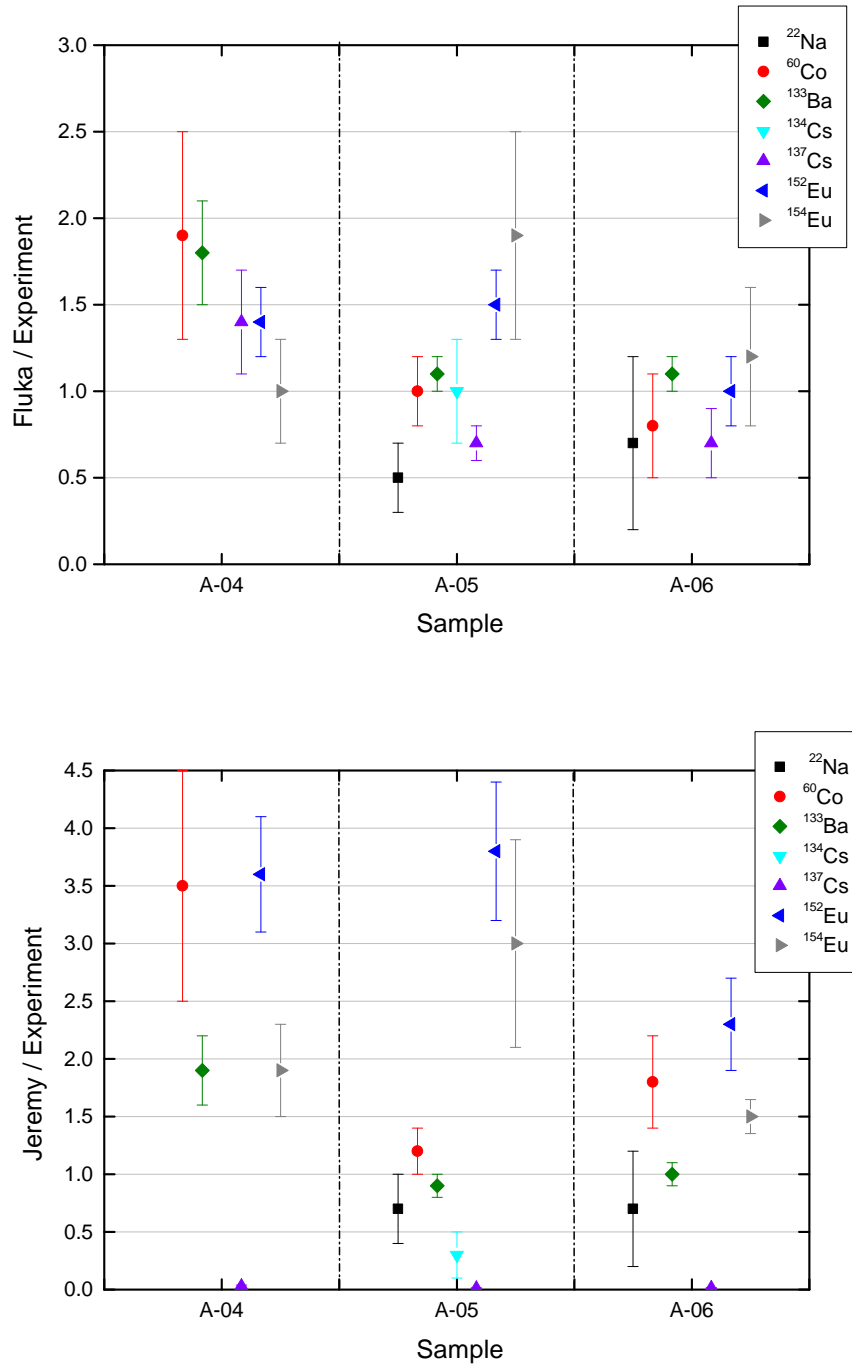 3.0
2.5
2.0
1.5
1.0
0.5
0.0
Fluka / Experiment
A-04 A-05 A-06
Sample
²²Na
⁶⁰Co
¹³³Ba
¹³⁴Cs
¹³⁷Cs
¹⁵²Eu
¹⁵⁴Eu
4.5
4.0
3.5
3.0
2.5
2.0
1.5
1.0
0.5
0.0
Jeremy / Experiment
A-04 A-05 A-06
Sample
²²Na
⁶⁰Co
¹³³Ba
¹³⁴Cs
¹³⁷Cs
¹⁵²Eu
¹⁵⁴Eu